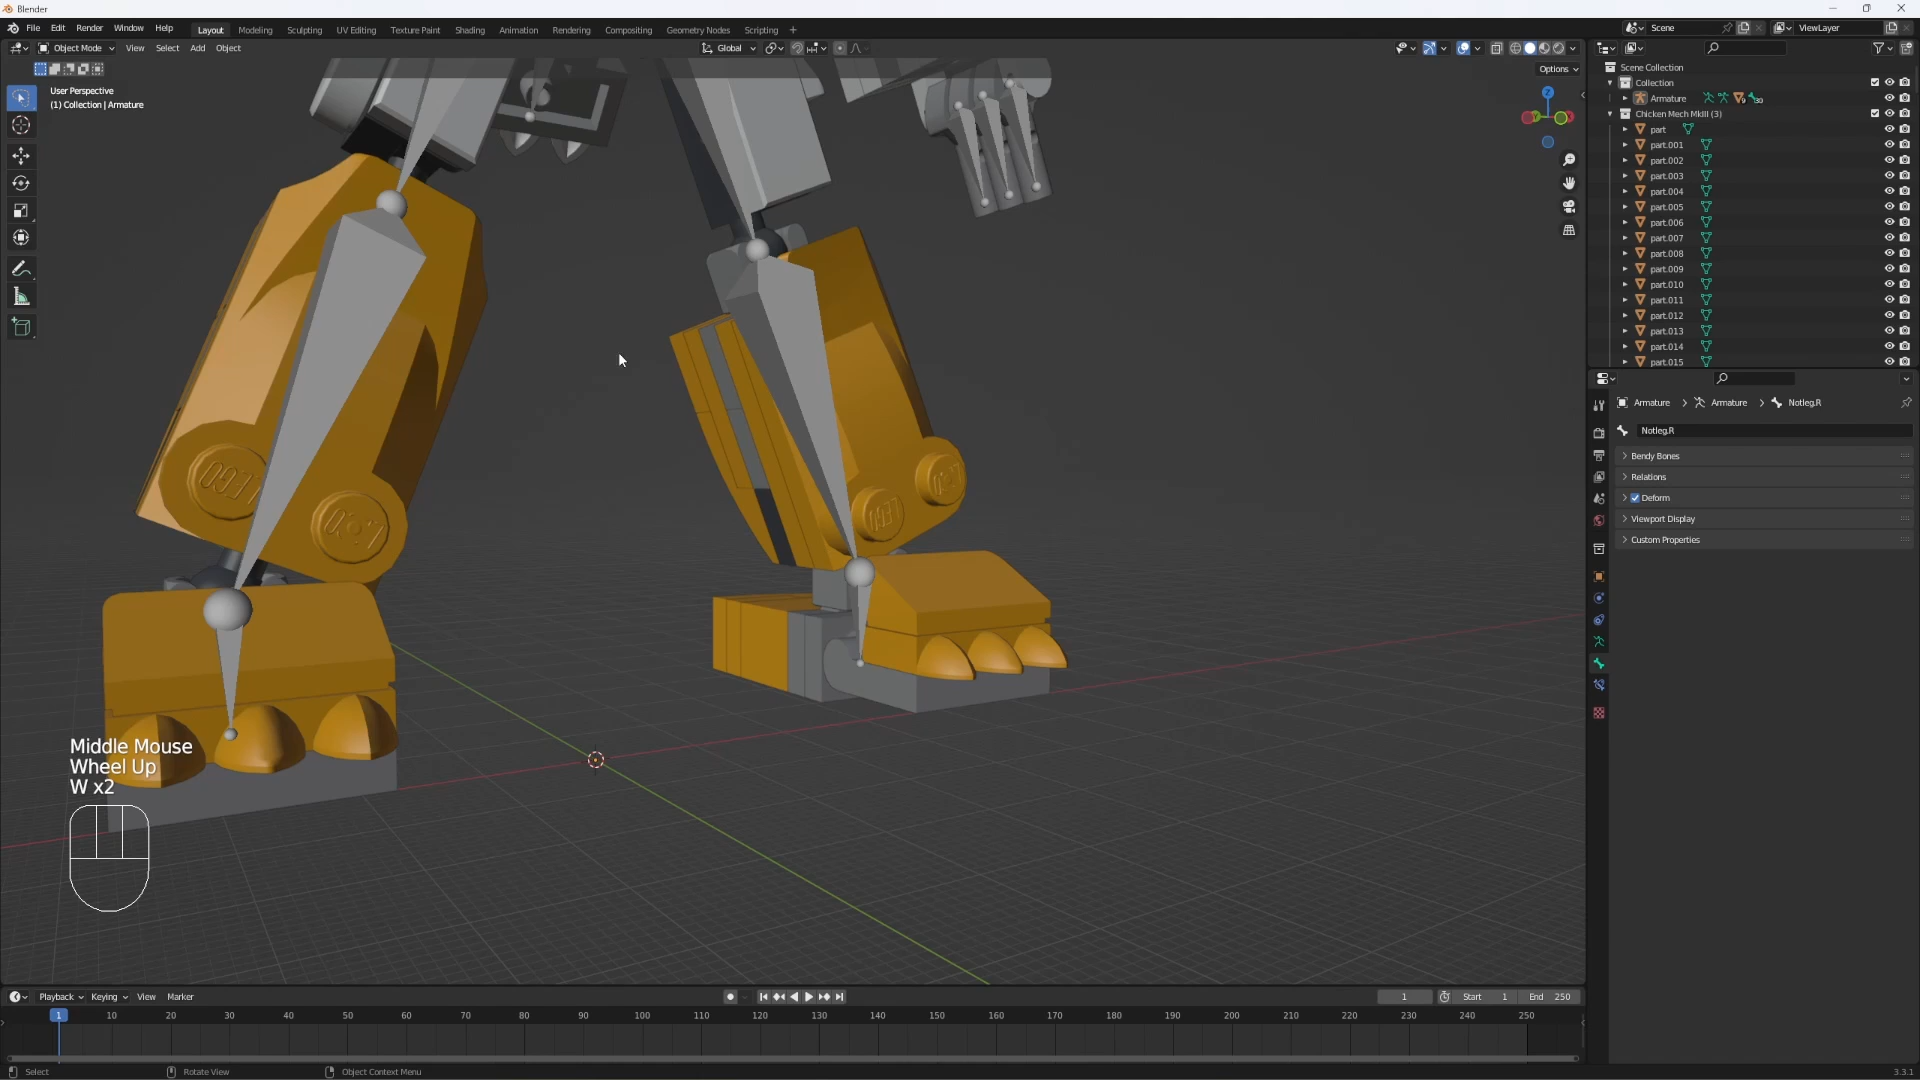 Blender
File Edit Render Window Help Layout Modeling Sculpting UV Editing Texture Paint Shading Animation Rendering Compositing Geometry Nodes Scripting + Scene ViewLayer
Object Mode View Select Add Object Global
Options
User Perspective
(1) Collection | Armature
Z
Scene Collection
Collection
Armature 9 30
Chicken Mech MkIII (3)
part
part.001
part.002
part.003
part.004
part.005
part.006
part.007
part.008
part.009
part.010
part.011
part.012
part.013
part.014
part.015
Armature > Armature > Notleg.R
Notleg.R
Bendy Bones
Relations
Deform
Viewport Display
Custom Properties
Middle Mouse
Wheel Up
W x2
Playback Keying View Marker 1 Start 1 End 250
1 10 20 30 40 50 60 70 80 90 100 110 120 130 140 150 160 170 180 190 200 210 220 230 240 250
Select Rotate View Object Context Menu 3.3.1